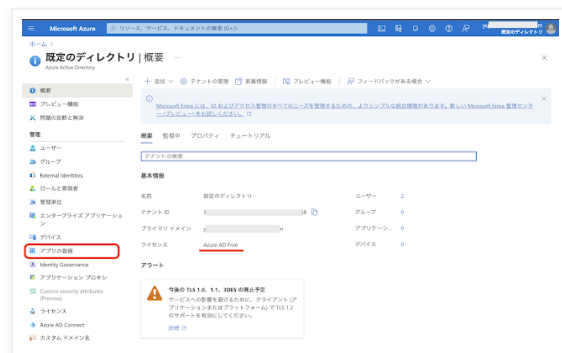 Microsoft Azure
リソース、サービス、ドキュメントの検索 (G+/)
既定のディレクトリ
ホーム >
既定のディレクトリ | 概要 ...
Azure Active Directory
+ 追加 テナントの管理 新着情報 プレビュー機能 フィードバックがある場合
概要
プレビュー機能
問題の診断と解決
管理
ユーザー
グループ
External Identities
ロールと管理者
管理単位
エンタープライズ アプリケーション
デバイス
アプリの登録
Identity Governance
アプリケーション プロキシ
Custom security attributes
(Preview)
ライセンス
Azure AD Connect
カスタム ドメイン名
Microsoft Entra には、ID およびアクセス管理のすべてのニーズを管理するための、よりシンプルな統合環境があります。新しい Microsoft Entra 管理センタ
ー (プレビュー) をお試しください。
概要 監視中 プロパティ チュートリアル
テナントの検索
基本情報
名前 既定のディレクトリ ユーザー 2
テナント ID 3 58 グループ 0
プライマリ ドメイン y n アプリケーシ... 0
ライセンス Azure AD Free デバイス 0
アラート
今後の TLS 1.0、1.1、3DES の廃止予定
サービスへの影響を避けるために、クライアント (ア
プリケーションまたはプラットフォーム) で TLS 1.2
のサポートを有効にしてください。
詳細